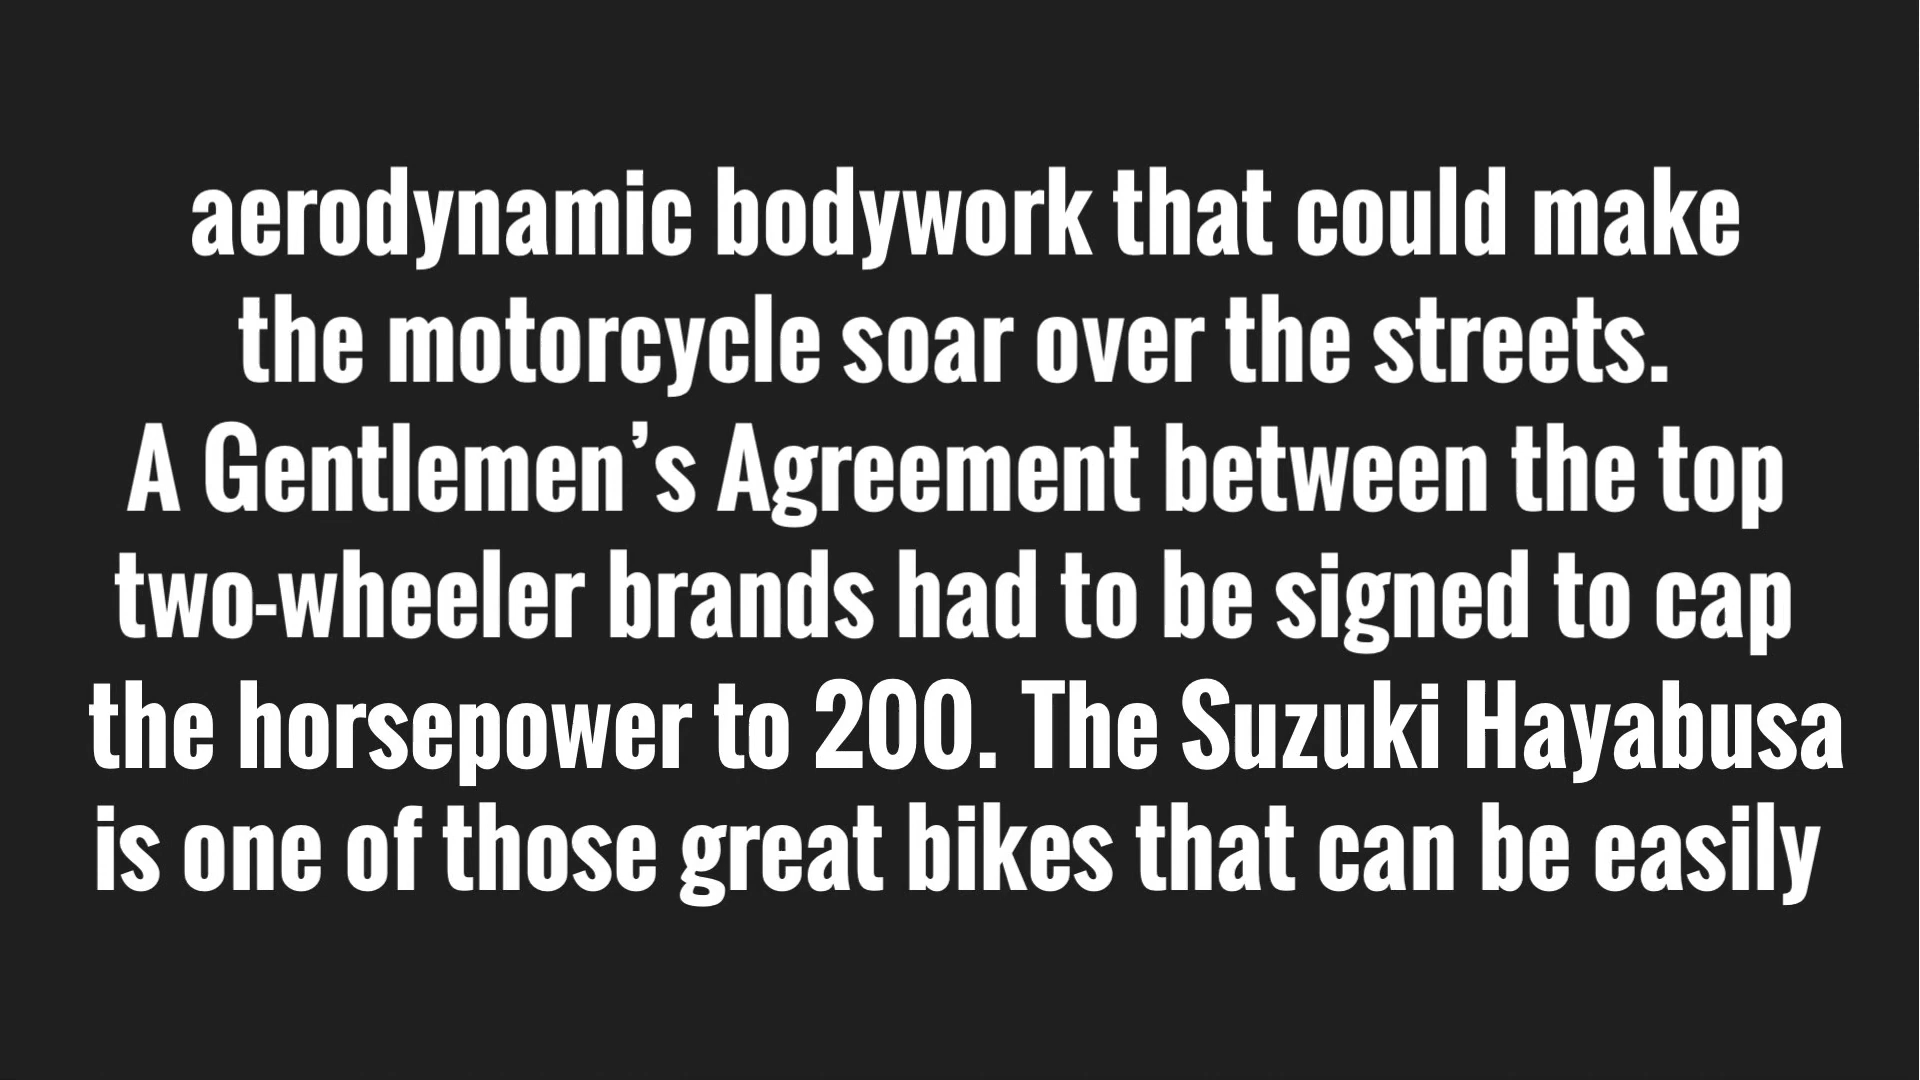 aerodynamic bodywork that could make
the motorcycle soar over the streets.
A Gentlemen’s Agreement between the top
two-wheeler brands had to be signed to cap
the horsepower to 200. The Suzuki Hayabusa
is one of those great bikes that can be easily